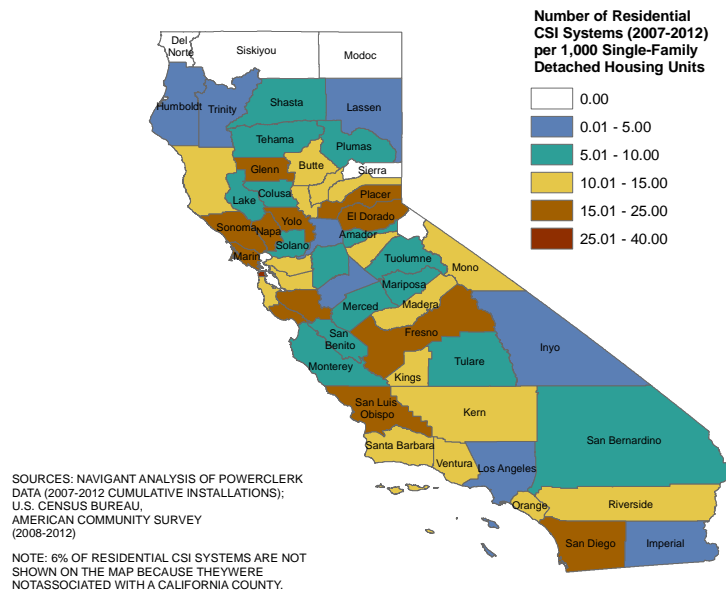 Number of Residential
CSI Systems (2007-2012)
per 1,000 Single-Family
Detached Housing Units
0.00
0.01 - 5.00
5.01 - 10.00
10.01 - 15.00
15.01 - 25.00
25.01 - 40.00
Del
Norte
Siskiyou
Modoc
Humboldt
Trinity
Shasta
Lassen
Tehama
Plumas
Glenn
Butte
Sierra
Lake
Colusa
Placer
Sonoma
Napa
Yolo
El Dorado
Solano
Amador
Marin
Tuolumne
Mono
Mariposa
Merced
Madera
San
Benito
Fresno
Inyo
Monterey
Kings
Tulare
San Luis
Obispo
Kern
San Bernardino
Santa Barbara
Ventura
Los Angeles
Orange
Riverside
San Diego
Imperial
SOURCES: NAVIGANT ANALYSIS OF POWERCLERK
DATA (2007-2012 CUMULATIVE INSTALLATIONS);
U.S. CENSUS BUREAU,
AMERICAN COMMUNITY SURVEY
(2008-2012)
NOTE: 6% OF RESIDENTIAL CSI SYSTEMS ARE NOT
SHOWN ON THE MAP BECAUSE THEYWERE
NOTASSOCIATED WITH A CALIFORNIA COUNTY.